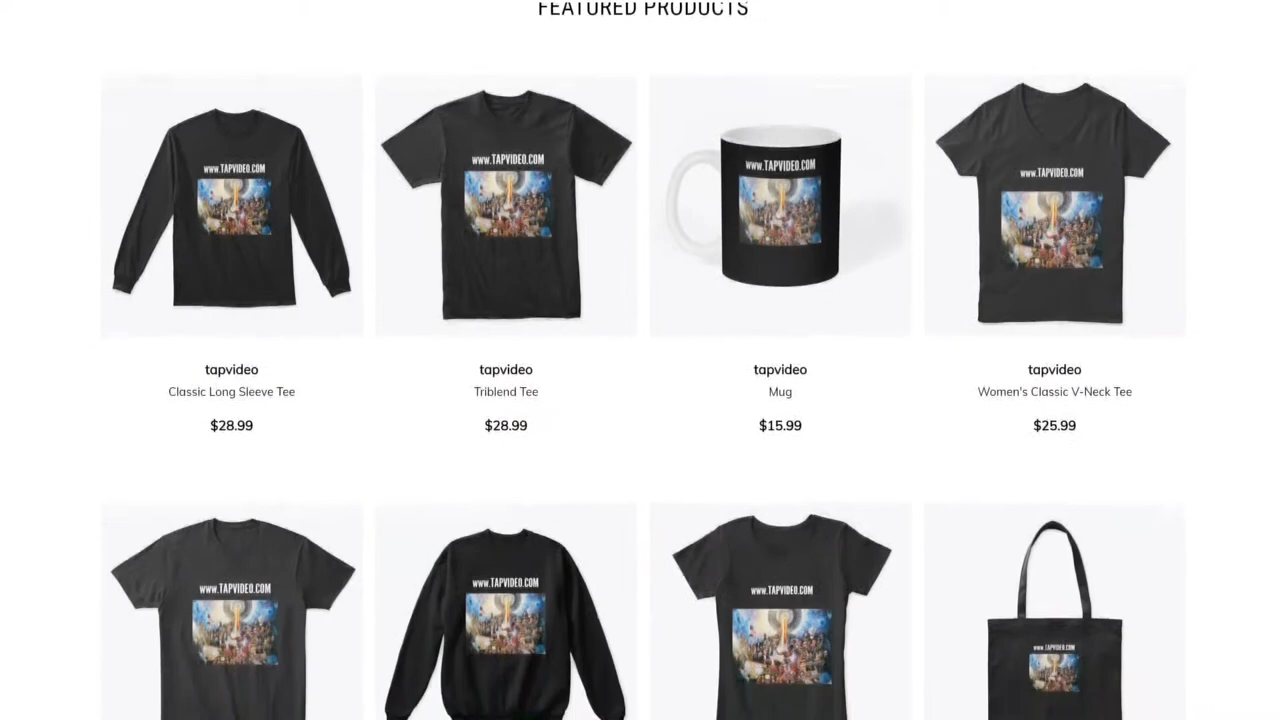 FEATURED PRODUCTS
www.TAPVIDEO.COM
www.TAPVIDEO.COM
www.TAPVIDEO.COM
www.TAPVIDEO.COM
tapvideo
Classic Long Sleeve Tee
$28.99
tapvideo
Triblend Tee
$28.99
tapvideo
Mug
$15.99
tapvideo
Women's Classic V-Neck Tee
$25.99
www.TAPVIDEO.COM
www.TAPVIDEO.COM
www.TAPVIDEO.COM
www.TAPVIDEO.COM